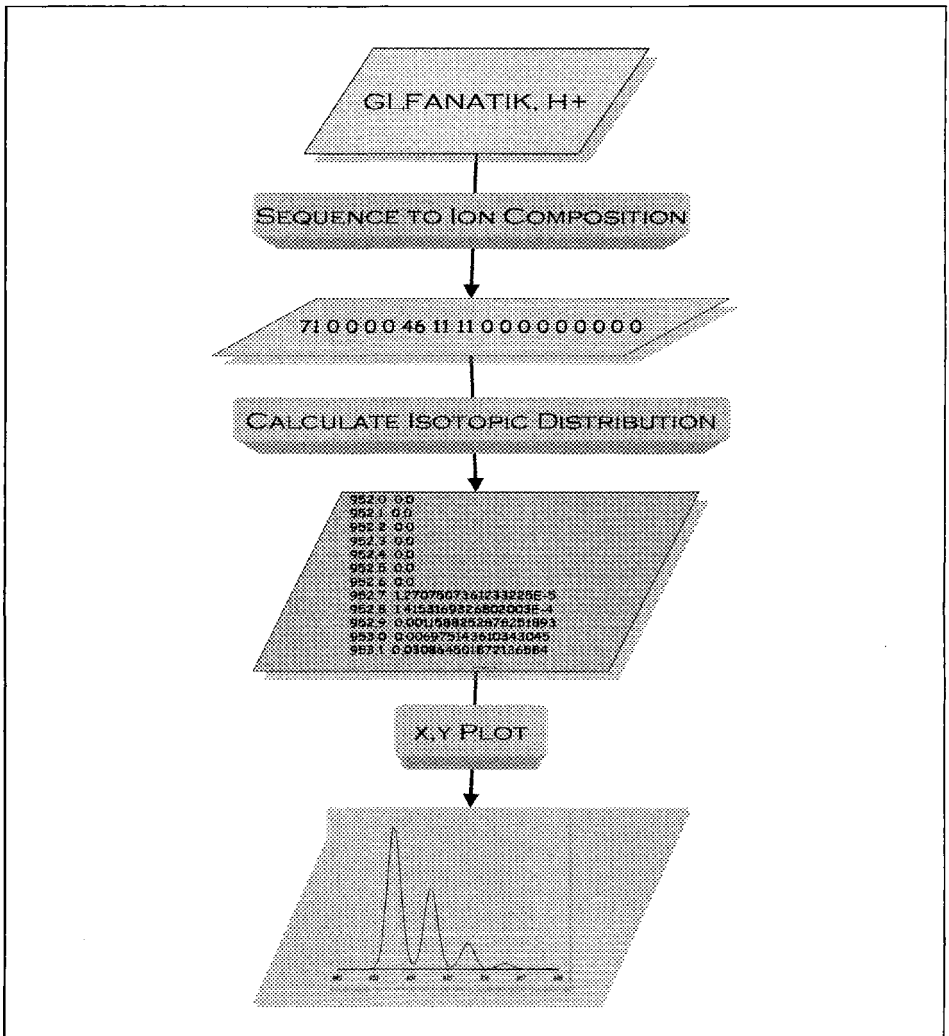 GLFANATIK, H+
SEQUENCE TO ION COMPOSITION
71 0 0 0 0 46 11 11 0 0 0 0 0 0 0 0 0
CALCULATE ISOTOPIC DISTRIBUTION
952.0 0.0
952.1 0.0
952.2 0.0
952.3 0.0
952.4 0.0
952.5 0.0
952.6 0.0
952.7 1.2707507361233225E-5
952.8 1.4153169326802003E-4
952.9 0.0011588252878251893
953.0 0.006975143610343045
953.1 0.030864501872136584
X,Y PLOT